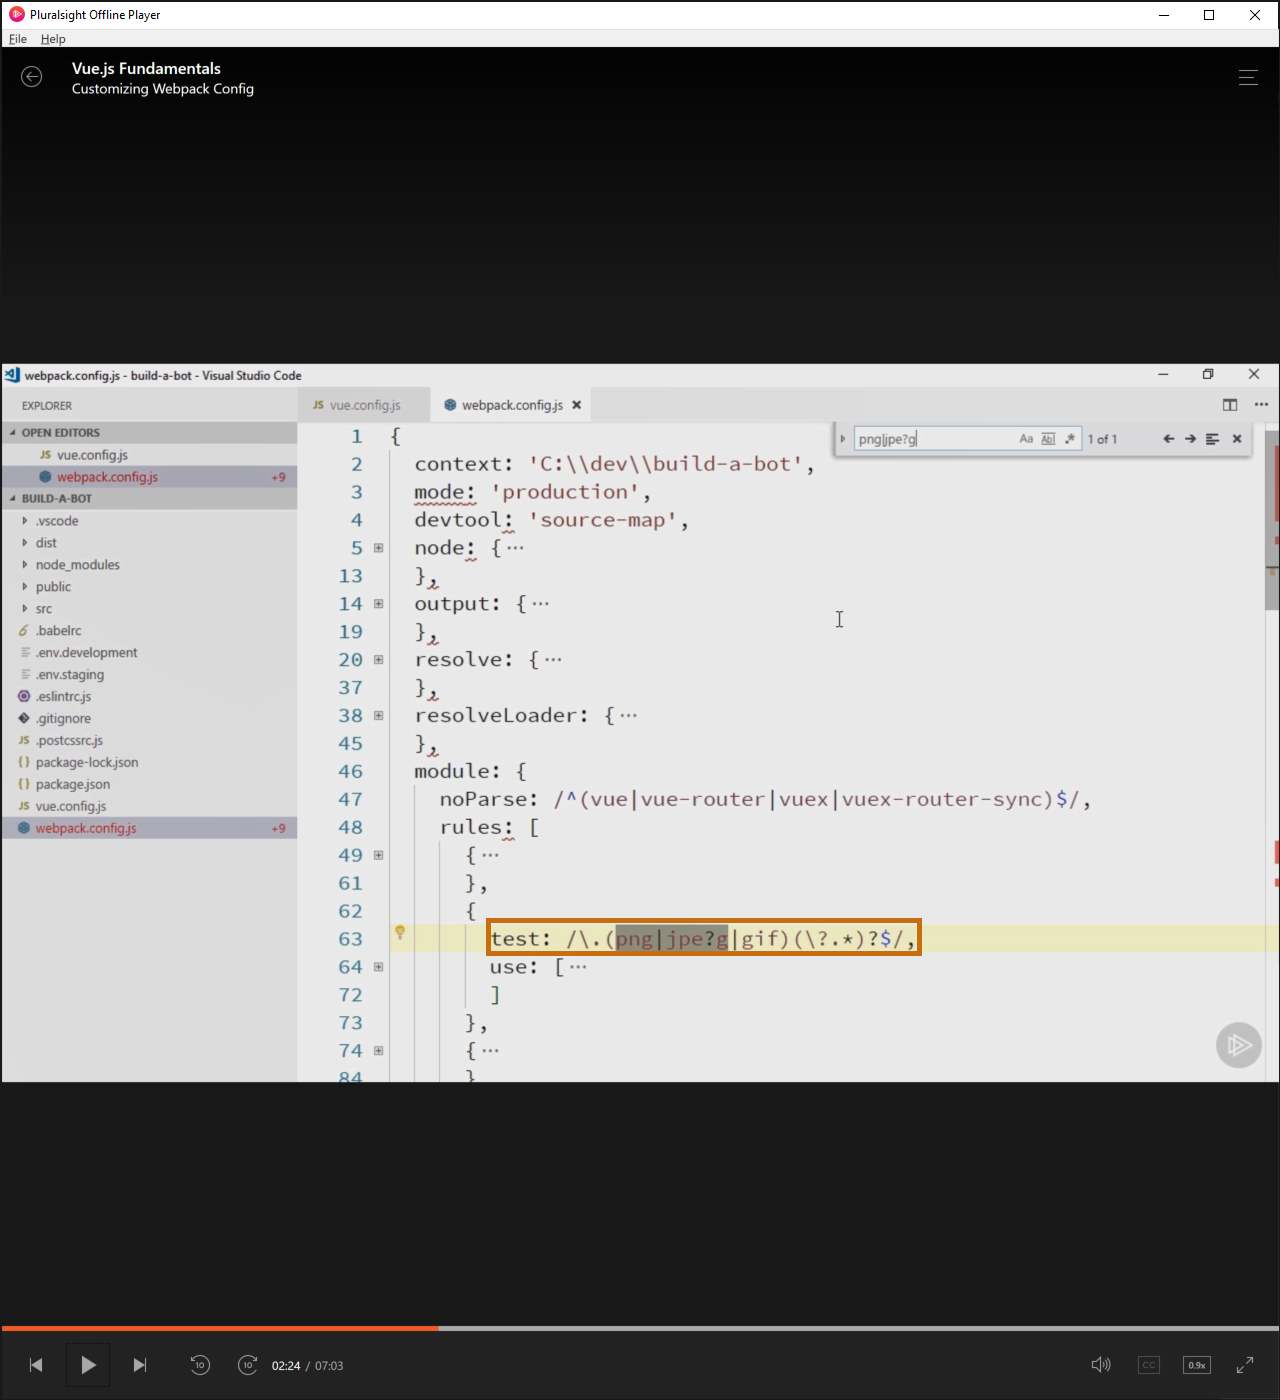 Pluralsight Offline Player
File Help
Vue.js Fundamentals
Customizing Webpack Config
webpack.config.js - build-a-bot - Visual Studio Code
EXPLORER
JS vue.config.js
webpack.config.js
OPEN EDITORS
JS vue.config.js
webpack.config.js +9
BUILD-A-BOT
.vscode
dist
node_modules
public
src
.babelrc
.env.development
.env.staging
.eslintrc.js
.gitignore
JS .postcssrc.js
{} package-lock.json
{} package.json
JS vue.config.js
webpack.config.js +9
png|jpe?g Aa Abl .* 1 of 1
1 {
2 context: 'C:\\dev\\build-a-bot',
3 mode: 'production',
4 devtool: 'source-map',
5 node: {···
13 },
14 output: {···
19 },
20 resolve: {···
37 },
38 resolveLoader: {···
45 },
46 module: {
47 noParse: /^(vue|vue-router|vuex|vuex-router-sync)$/,
48 rules: [
49 {···
61 },
62 {
63 test: /\.(png|jpe?g|gif)(\?.*)?$/,
64 use: [···
72 ]
73 },
74 {···
84 }
10 10 02:24 / 07:03
CC 0.9x